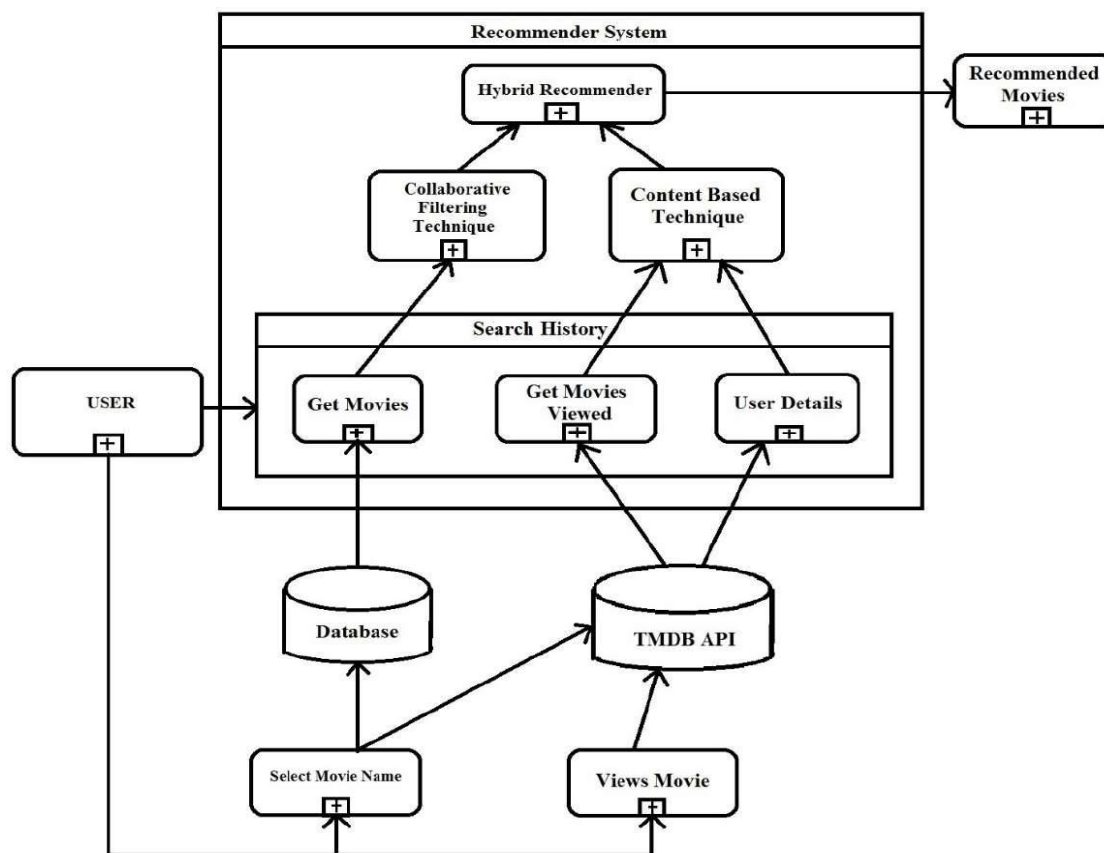 Recommender System
Hybrid Recommender
Recommended
Movies
Collaborative
Filtering
Technique
Content Based
Technique
Search History
USER
Get Movies
Get Movies
Viewed
User Details
Database
TMDB API
Select Movie Name
Views Movie